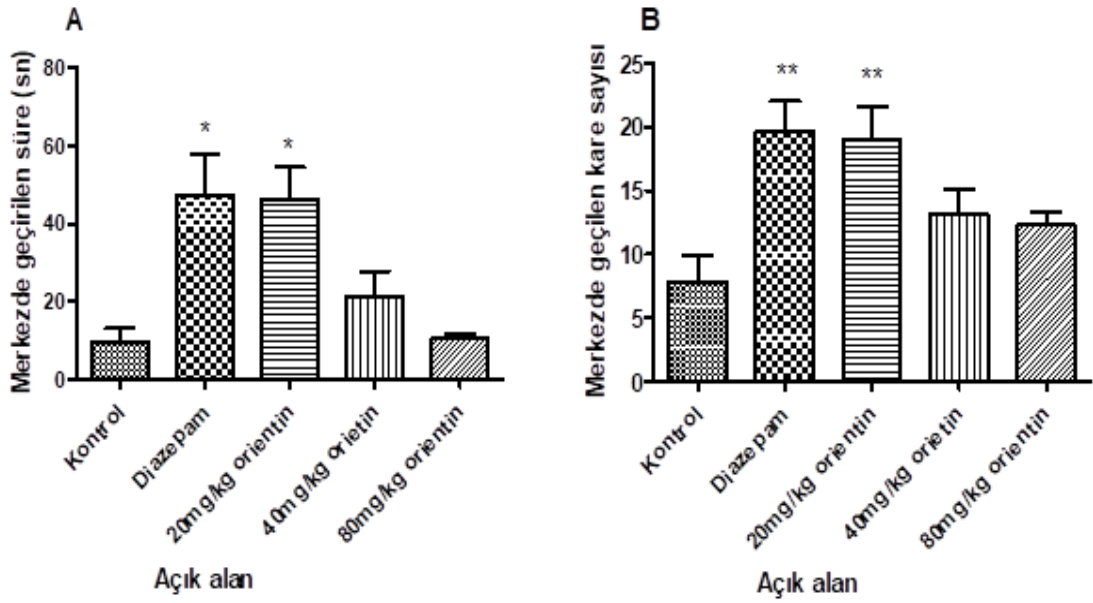 A
Merkezde geçirilen süre (sn)
80
60
40
20
0
*
*
Kontrol
Diazepam
20mg/kg orientin
40mg/kg orietin
80mg/kg orientin
Açık alan
B
Merkezde geçilen kare sayısı
25
20
15
10
5
0
**
**
Kontrol
Diazepam
20mg/kg orientin
40mg/kg orietin
80mg/kg orientin
Açık alan